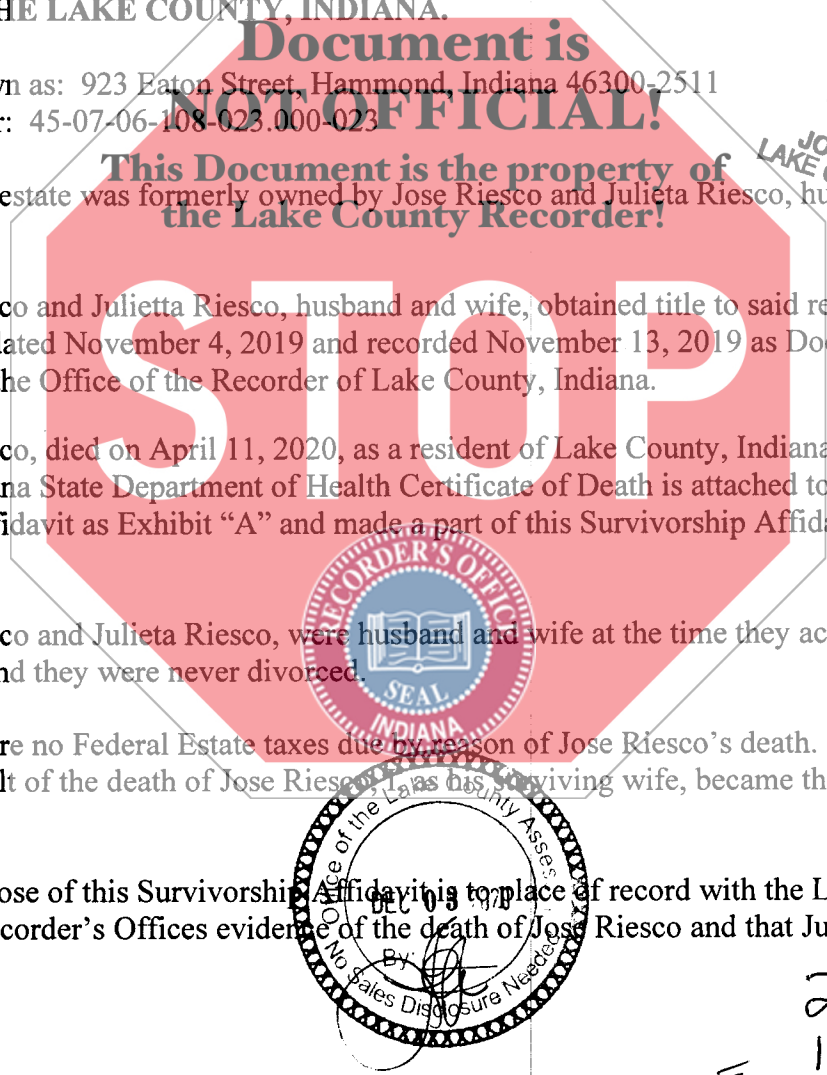 HE LAKE COUNTY, INDIANA.
Document is
n as: 923 Eaton Street, Hammond, Indiana 46300-2511
NOT OFFICIAL!
r: 45-07-06-108-023.000-023
This Document is the property of
the Lake County Recorder!
JO
LAKE
estate was formerly owned by Jose Riesco and Julieta Riesco, hu
STOP
co and Julietta Riesco, husband and wife, obtained title to said re
ated November 4, 2019 and recorded November 13, 2019 as Doc
he Office of the Recorder of Lake County, Indiana.
co, died on April 11, 2020, as a resident of Lake County, Indiana
na State Department of Health Certificate of Death is attached to
fidavit as Exhibit “A” and made a part of this Survivorship Affida
RECORDER'S OFFICE
SEAL
INDIANA
co and Julieta Riesco, were husband and wife at the time they ac
nd they were never divorced.
re no Federal Estate taxes due by reason of Jose Riesco’s death.
lt of the death of Jose Riesco, I, as his surviving wife, became th
Office of the Lake County Asses
DEC 03
By:
No Sales Disclosure Needed
ose of this Survivorship Affidavit is to place of record with the L
corder’s Offices evidence of the death of Jose Riesco and that Ju